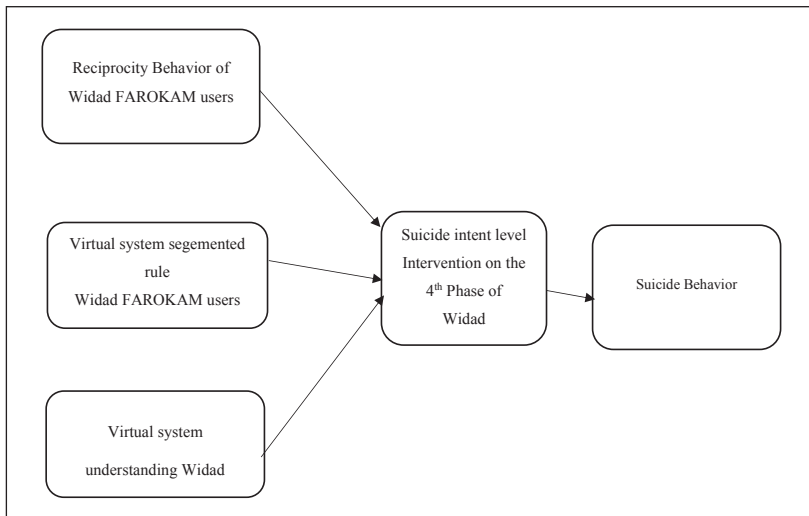 Reciprocity Behavior of
Widad FAROKAM users
Virtual system segemented
rule
Widad FAROKAM users
Virtual system
understanding Widad
Suicide intent level
Intervention on the
4th Phase of
Widad
Suicide Behavior